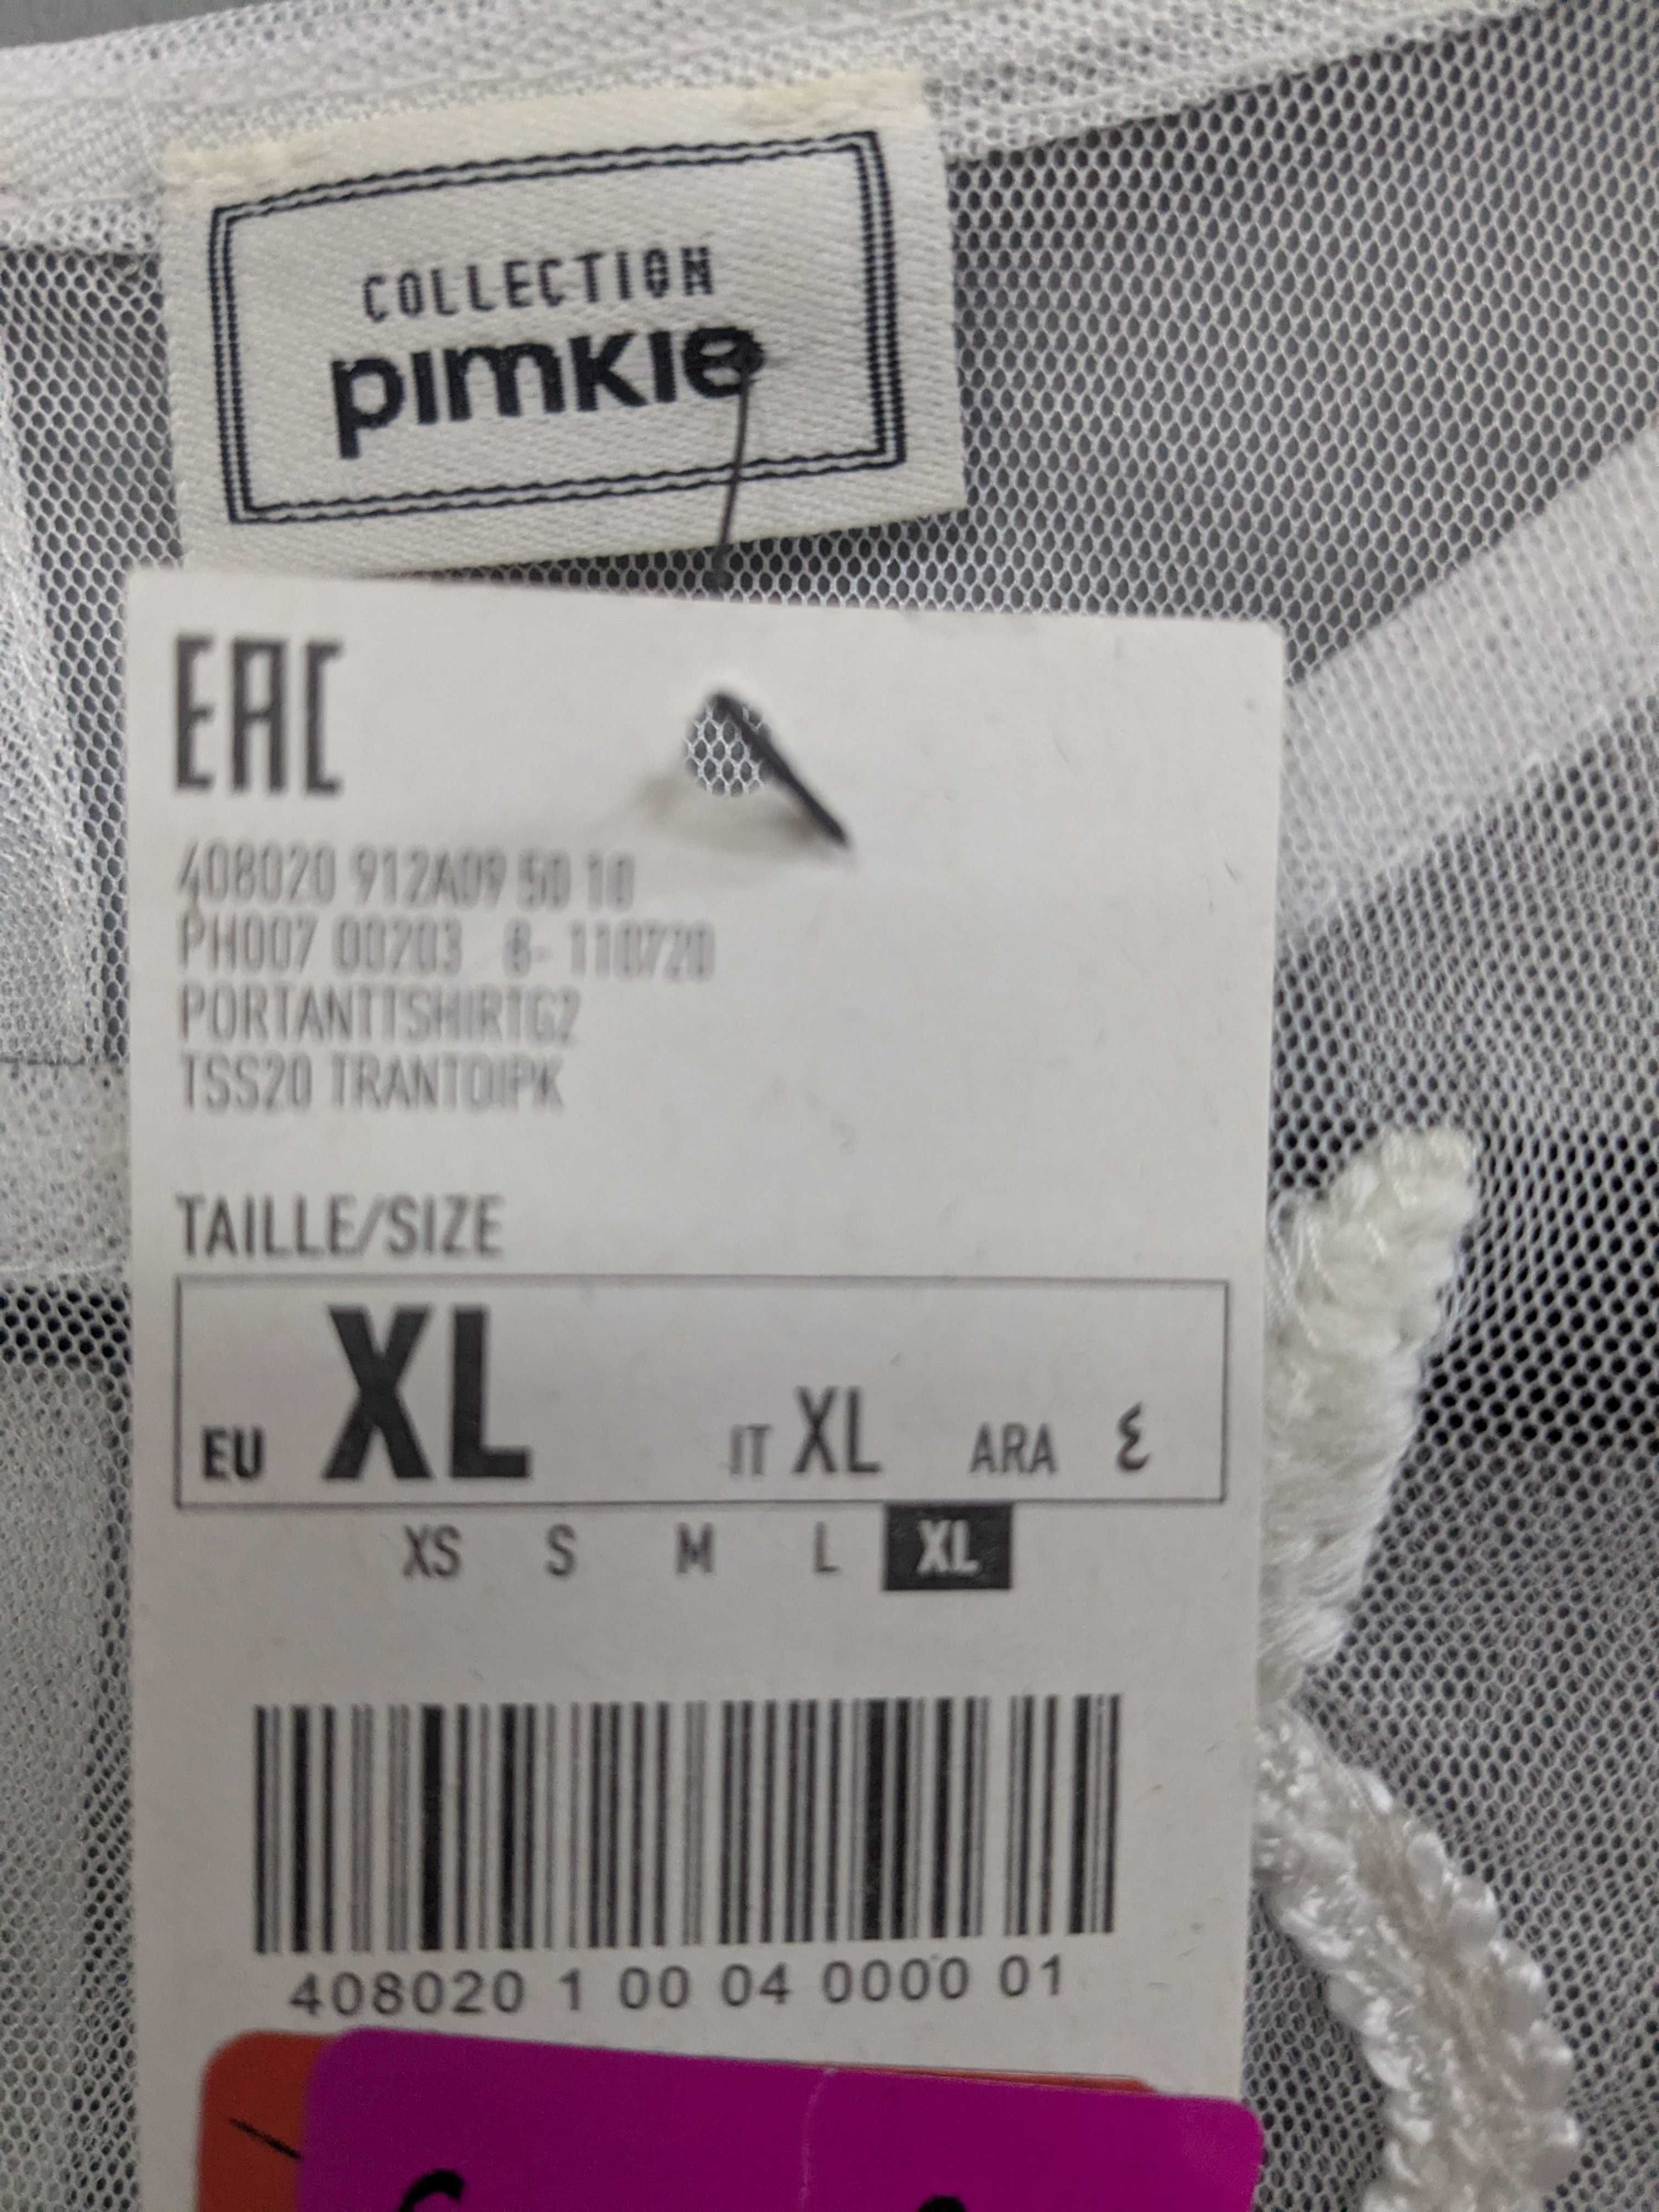 COLLECTION
pimkie
EAC
408020 912A09 50 10
PH007 00203 8- 110720
PORTANTTSHIRTG2
TSS20 TRANTOIPK
TAILLE/SIZE
EU XL IT XL ARA ٤
XS S M L XL
408020 1 00 04 0000 01